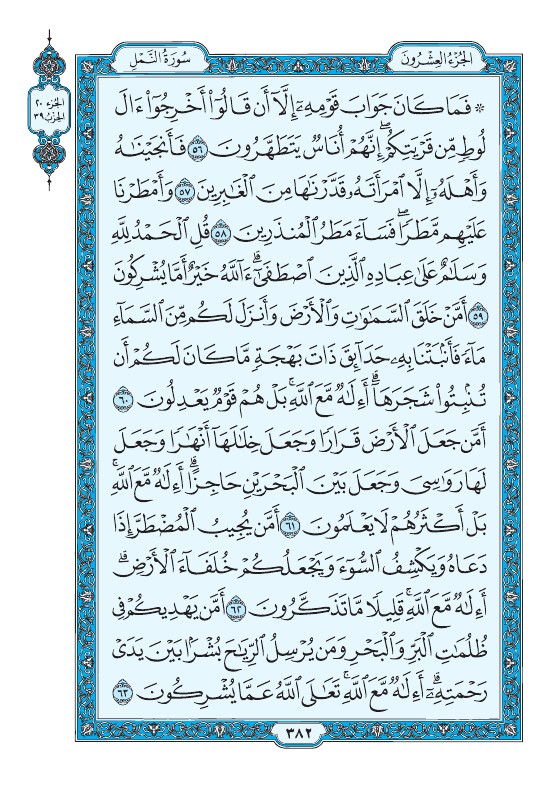 الجُزءُ العِشْرُونَ
سُورَةُ النَّمْلِ
الجزء ٢٠
الحزب ٣٩
۞ فَمَا كَانَ جَوَابَ قَوْمِهِۦٓ إِلَّآ أَن قَالُوٓا۟ أَخْرِجُوٓا۟ ءَالَ
لُوطٍ مِّن قَرْيَتِكُمْ ۖ إِنَّهُمْ أُنَاسٌ يَتَطَهَّرُونَ ٥٦ فَأَنجَيْنَـٰهُ
وَأَهْلَهُۥٓ إِلَّا ٱمْرَأَتَهُۥ قَدَّرْنَـٰهَا مِنَ ٱلْغَـٰبِرِينَ ٥٧ وَأَمْطَرْنَا
عَلَيْهِم مَّطَرًا ۖ فَسَآءَ مَطَرُ ٱلْمُنذَرِينَ ٥٨ قُلِ ٱلْحَمْدُ لِلَّهِ
وَسَلَـٰمٌ عَلَىٰ عِبَادِهِ ٱلَّذِينَ ٱصْطَفَىٰٓ ۗ ءَآللَّهُ خَيْرٌ أَمَّا يُشْرِكُونَ
٥٩ أَمَّنْ خَلَقَ ٱلسَّمَـٰوَٰتِ وَٱلْأَرْضَ وَأَنزَلَ لَكُم مِّنَ ٱلسَّمَآءِ
مَآءً فَأَنۢبَتْنَا بِهِۦ حَدَآئِقَ ذَاتَ بَهْجَةٍ مَّا كَانَ لَكُمْ أَن
تُنۢبِتُوا۟ شَجَرَهَآ ۗ أَءِلَـٰهٌ مَّعَ ٱللَّهِ ۚ بَلْ هُمْ قَوْمٌ يَعْدِلُونَ ٦٠
أَمَّن جَعَلَ ٱلْأَرْضَ قَرَارًا وَجَعَلَ خِلَـٰلَهَآ أَنْهَـٰرًا وَجَعَلَ
لَهَا رَوَٰسِىَ وَجَعَلَ بَيْنَ ٱلْبَحْرَيْنِ حَاجِزًا ۗ أَءِلَـٰهٌ مَّعَ ٱللَّهِ ۚ
بَلْ أَكْثَرُهُمْ لَا يَعْلَمُونَ ٦١ أَمَّن يُجِيبُ ٱلْمُضْطَرَّ إِذَا
دَعَاهُ وَيَكْشِفُ ٱلسُّوٓءَ وَيَجْعَلُكُمْ خُلَفَآءَ ٱلْأَرْضِ ۗ
أَءِلَـٰهٌ مَّعَ ٱللَّهِ ۚ قَلِيلًا مَّا تَذَكَّرُونَ ٦٢ أَمَّن يَهْدِيكُمْ فِى
ظُلُمَـٰتِ ٱلْبَرِّ وَٱلْبَحْرِ وَمَن يُرْسِلُ ٱلرِّيَـٰحَ بُشْرًۢا بَيْنَ يَدَىْ
رَحْمَتِهِۦٓ ۗ أَءِلَـٰهٌ مَّعَ ٱللَّهِ ۚ تَعَـٰلَى ٱللَّهُ عَمَّا يُشْرِكُونَ ٦٣
٣٨٢